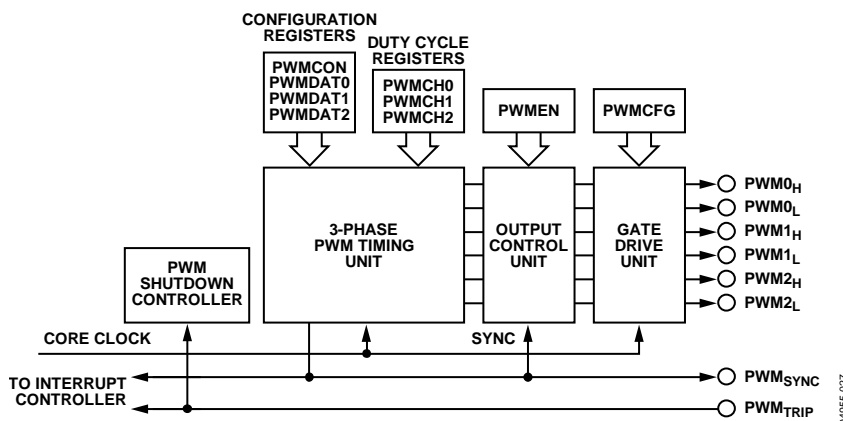 CONFIGURATION
REGISTERS
DUTY CYCLE
REGISTERS
PWMCON
PWMDAT0
PWMDAT1
PWMDAT2
PWMCH0
PWMCH1
PWMCH2
PWMEN
PWMCFG
3-PHASE
PWM TIMING
UNIT
OUTPUT
CONTROL
UNIT
GATE
DRIVE
UNIT
PWM0H
PWM0L
PWM1H
PWM1L
PWM2H
PWM2L
PWM
SHUTDOWN
CONTROLLER
CORE CLOCK
SYNC
TO INTERRUPT
CONTROLLER
PWMSYNC
PWMTRIP